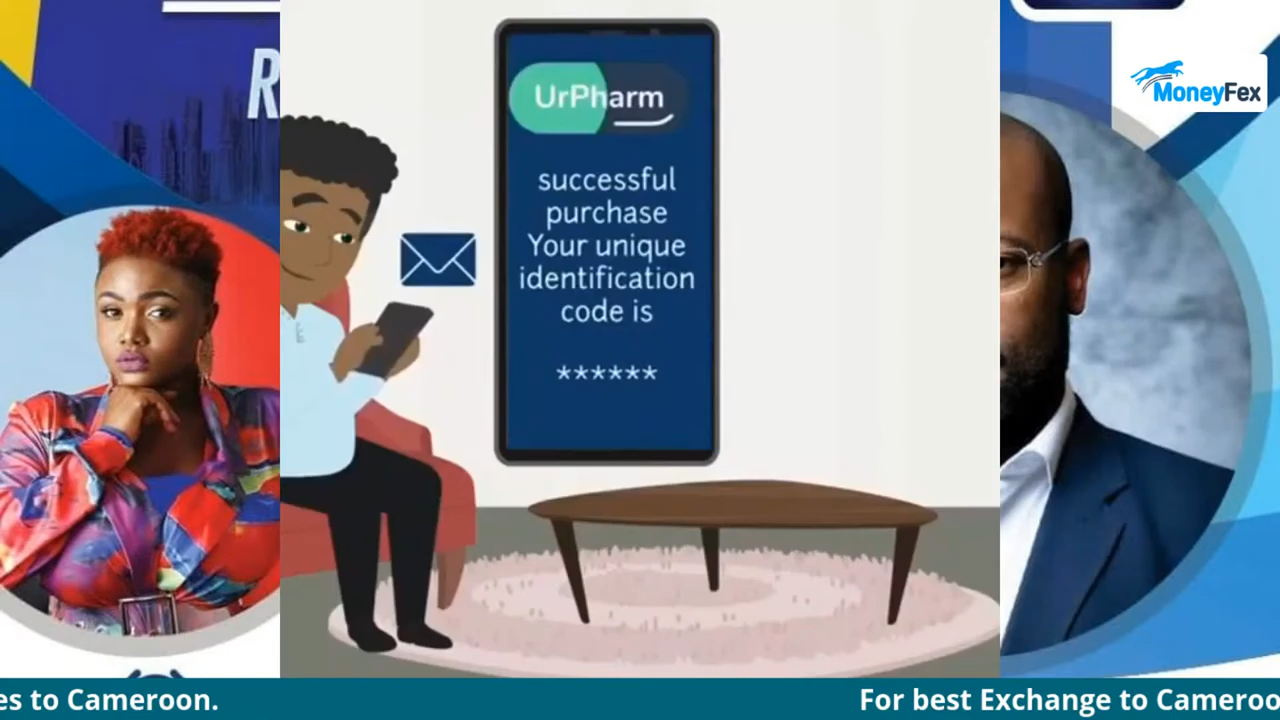 R
MoneyFex
UrPharm
successful
purchase
Your unique
identification
code is
******
es to Cameroon.
For best Exchange to Cameroo